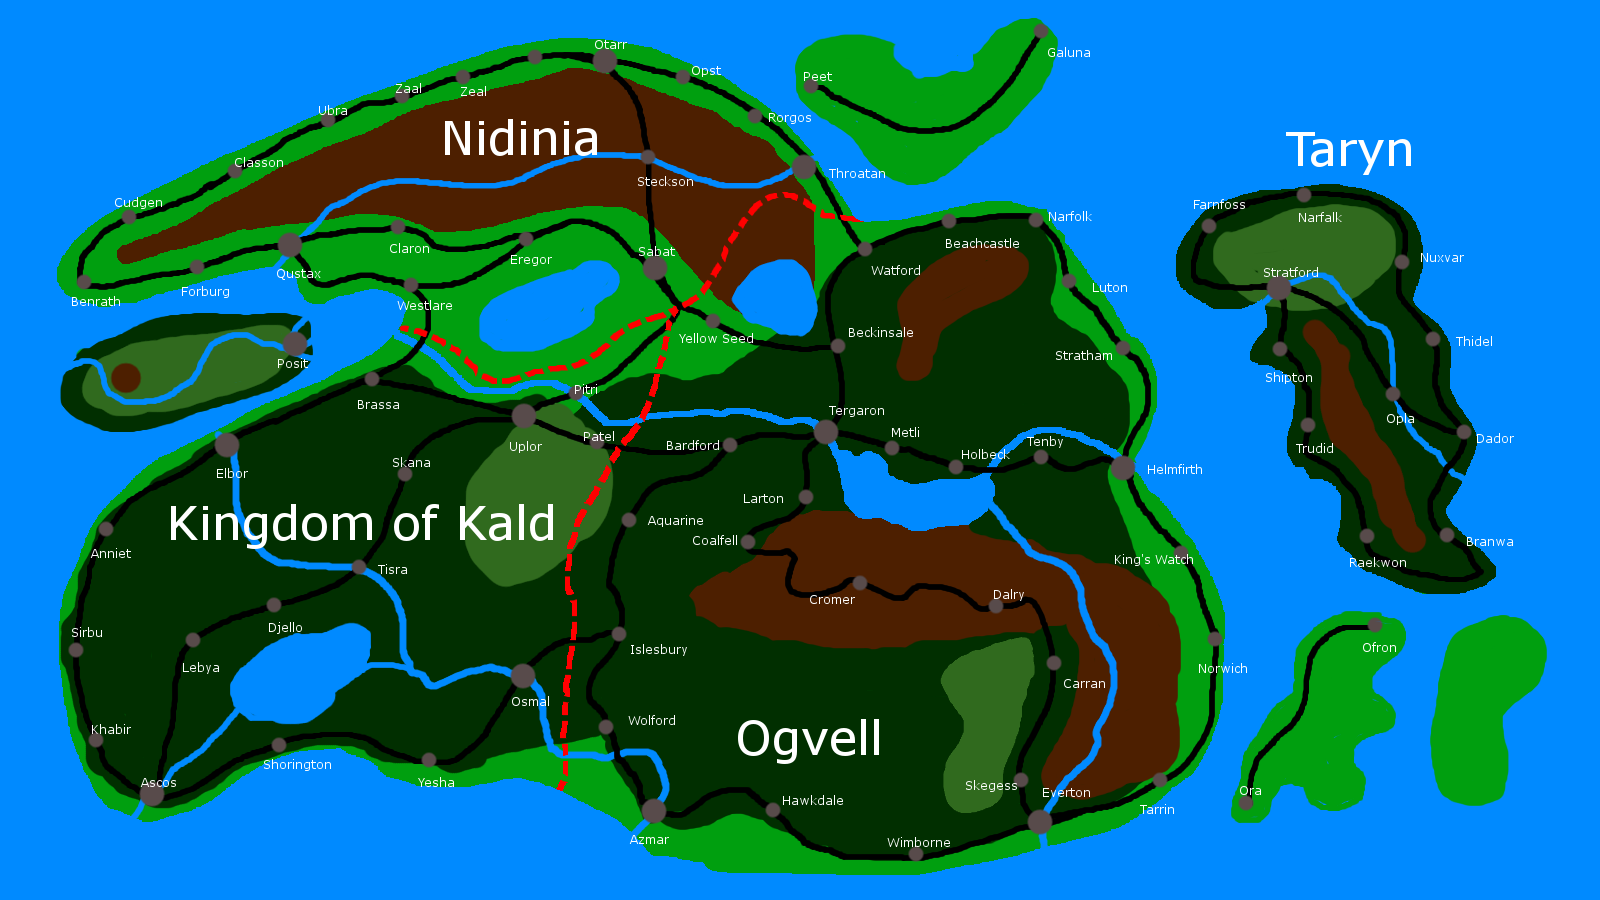 Otarr
Galuna
Opst
Peet
Zaal
Zeal
Ubra
Rorgos
Nidinia
Taryn
Classon
Throatan
Steckson
Cudgen
Farnfoss
Narfalk
Narfolk
Beachcastle
Claron
Sabat
Eregor
Nuxvar
Qustax
Watford
Stratford
Forburg
Luton
Benrath
Westlare
Beckinsale
Yellow Seed
Thidel
Stratham
Posit
Shipton
Pitri
Brassa
Tergaron
Opla
Metli
Patel
Dador
Uplor
Bardford
Tenby
Trudid
Holbeck
Skana
Helmfirth
Elbor
Larton
Kingdom of Kald
Aquarine
Coalfell
Branwa
Anniet
King's Watch
Raekwon
Tisra
Dalry
Cromer
Djello
Sirbu
Ofron
Islesbury
Lebya
Norwich
Carran
Osmal
Wolford
Khabir
Ogvell
Shorington
Yesha
Ascos
Skegess
Everton
Ora
Hawkdale
Tarrin
Azmar
Wimborne